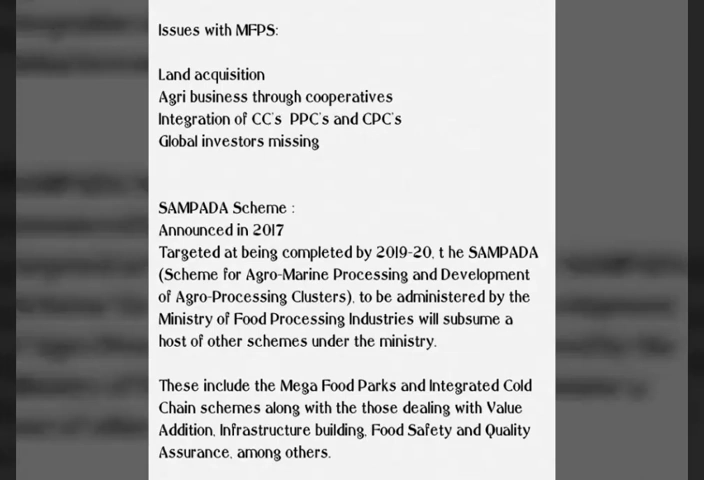 Issues with MFPS:
Land acquisition
Agri business through cooperatives
Integration of CC's PPC's and CPC's
Global investors missing
SAMPADA Scheme :
Announced in 2017
Targeted at being completed by 2019-20, t he SAMPADA
(Scheme for Agro-Marine Processing and Development
of Agro-Processing Clusters), to be administered by the
Ministry of Food Processing Industries will subsume a
host of other schemes under the ministry.
These include the Mega Food Parks and Integrated Cold
Chain schemes along with the those dealing with Value
Addition, Infrastructure building, Food Safety and Quality
Assurance, among others.